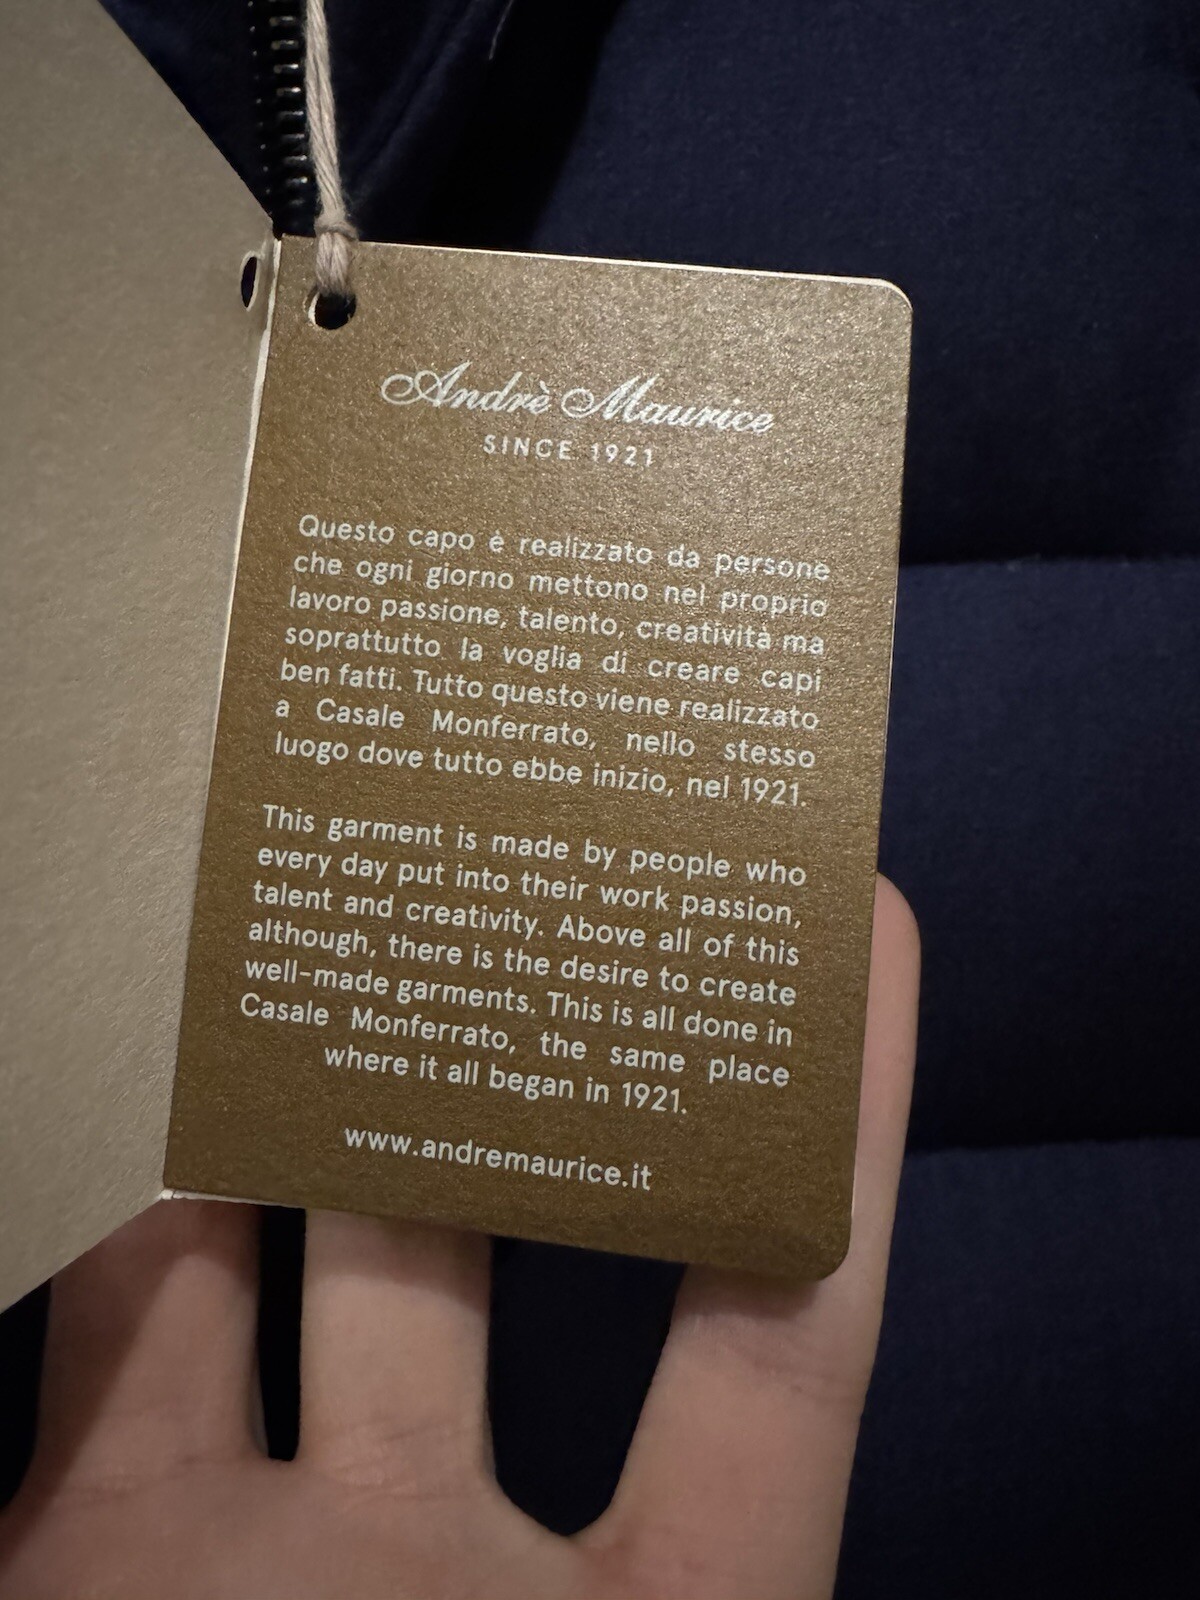 Andrè Maurice
SINCE 1921
Questo capo è realizzato da persone
che ogni giorno mettono nel proprio
lavoro passione, talento, creatività ma
soprattutto la voglia di creare capi
ben fatti. Tutto questo viene realizzato
a Casale Monferrato, nello stesso
luogo dove tutto ebbe inizio, nel 1921.
This garment is made by people who
every day put into their work passion,
talent and creativity. Above all of this
although, there is the desire to create
well-made garments. This is all done in
Casale Monferrato, the same place
where it all began in 1921.
www.andremaurice.it